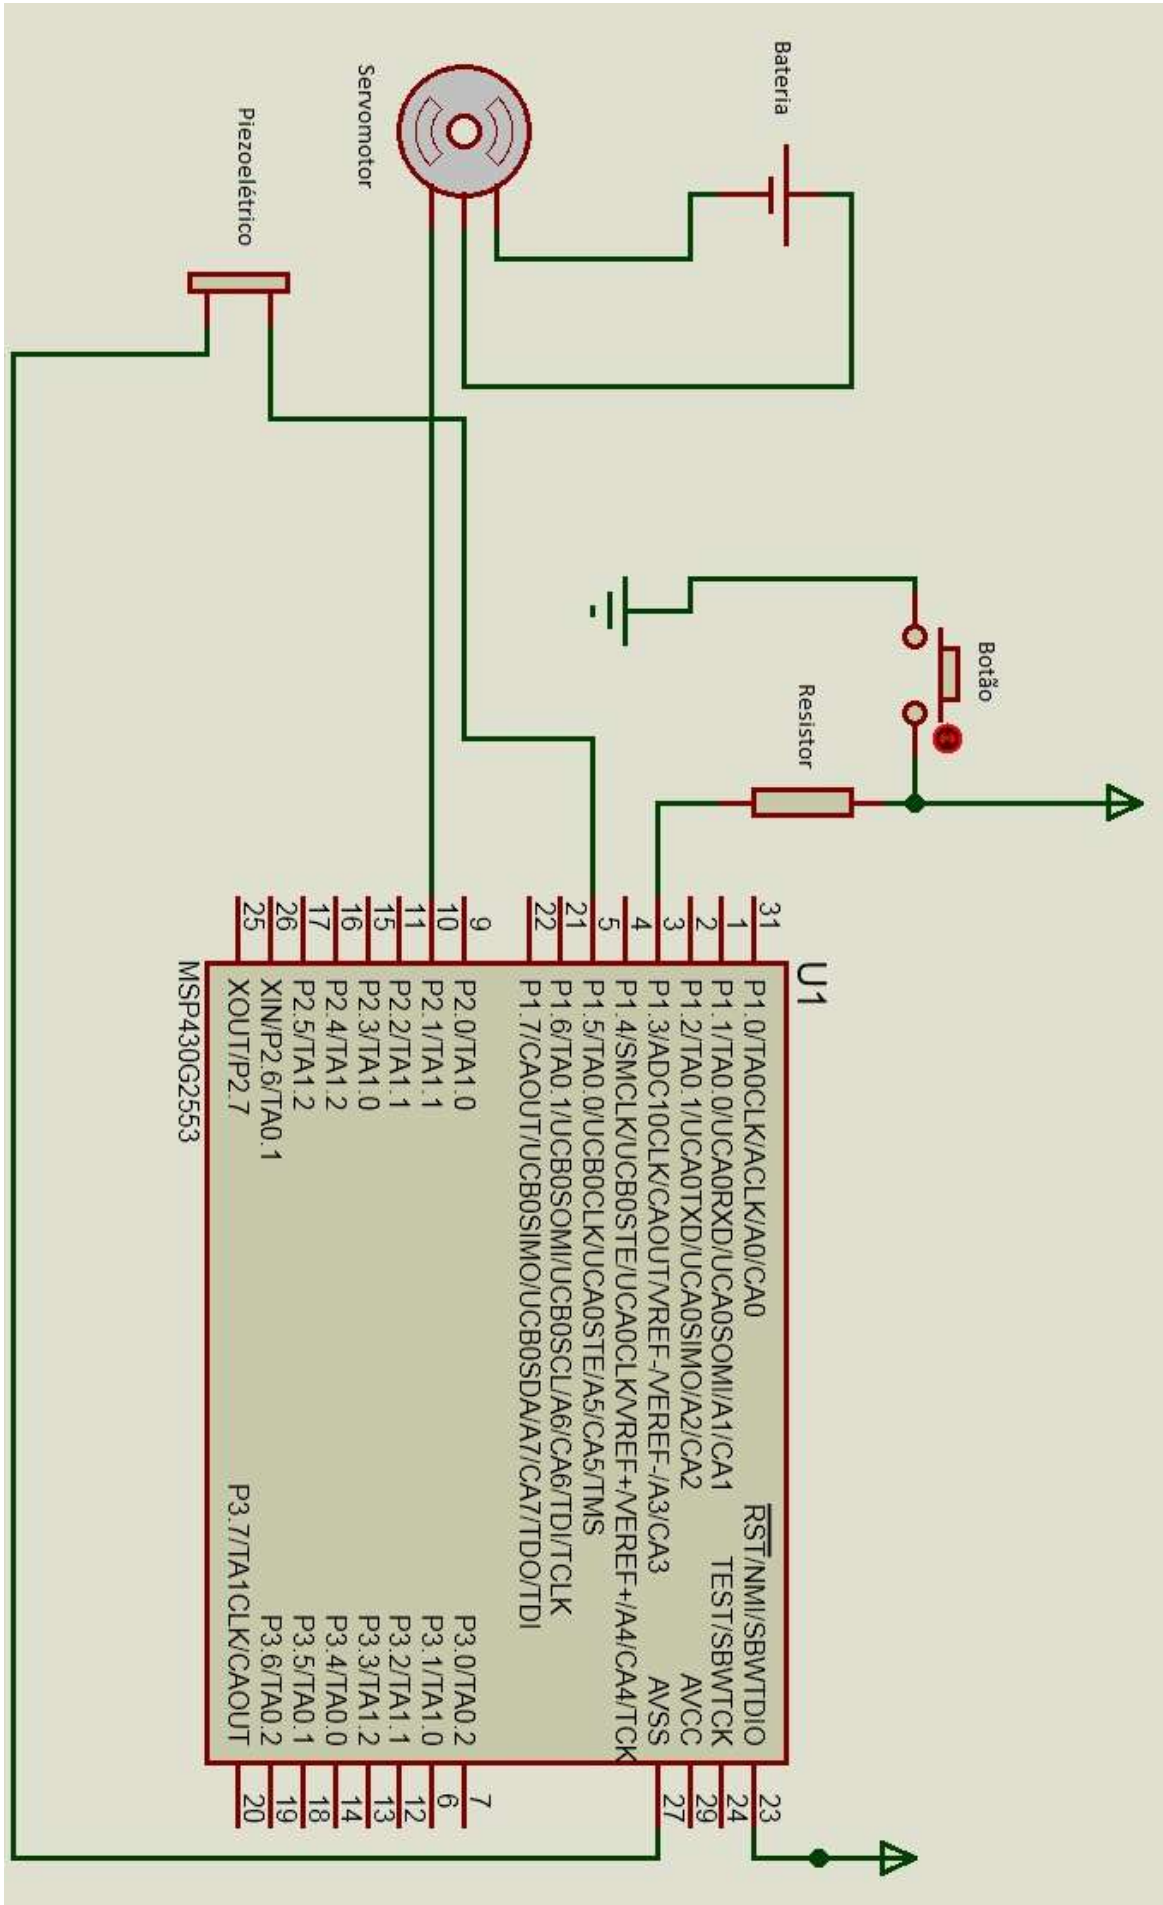 Botão
Resistor
Bateria
Servomotor
Piezoelétrico
U1
31 P1.0/TA0CLK/ACLK/A0/CA0 RST/NMI/SBWTDIO 23
1 P1.1/TA0.0/UCA0RXD/UCA0SOMI/A1/CA1 TEST/SBWTCK 24
2 P1.2/TA0.1/UCA0TXD/UCA0SIMO/A2/CA2 AVCC 29
3 P1.3/ADC10CLK/CAOUT/VREF-/VEREF-/A3/CA3 AVSS 27
4 P1.4/SMCLK/UCB0STE/UCA0CLK/VREF+/VEREF+/A4/CA4/TCK
5 P1.5/TA0.0/UCB0CLK/UCA0STE/A5/CA5/TMS
21 P1.6/TA0.1/UCB0SOMI/UCB0SCL/A6/CA6/TDI/TCLK
22 P1.7/CAOUT/UCB0SIMO/UCB0SDA/A7/CA7/TDO/TDI
9 P2.0/TA1.0 P3.0/TA0.2 7
10 P2.1/TA1.1 P3.1/TA1.0 6
11 P2.2/TA1.1 P3.2/TA1.1 12
15 P2.3/TA1.0 P3.3/TA1.2 13
16 P2.4/TA1.2 P3.4/TA0.0 14
17 P2.5/TA1.2 P3.5/TA0.1 18
26 XIN/P2.6/TA0.1 P3.6/TA0.2 19
25 XOUT/P2.7 P3.7/TA1CLK/CAOUT 20
MSP430G2553